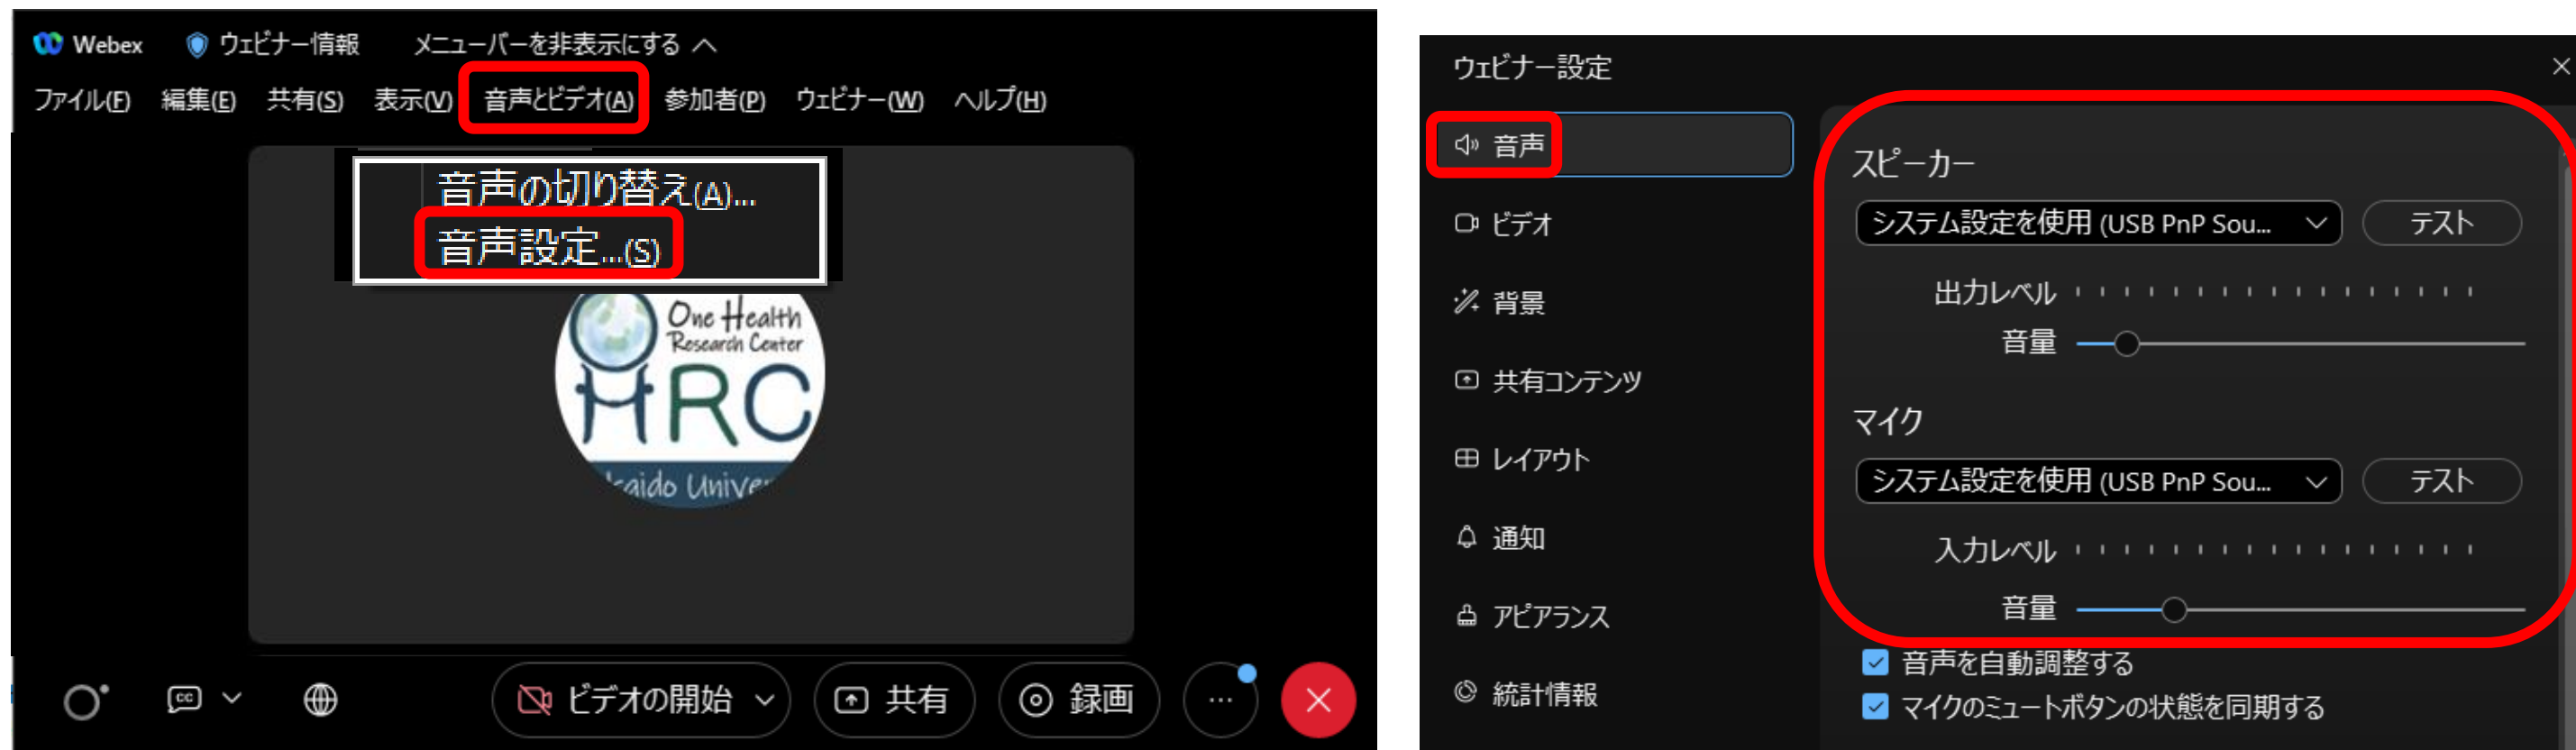 Webex ウェビナー情報 メニューバーを非表示にする
ファイル(F) 編集(E) 共有(S) 表示(V) 音声とビデオ(A) 参加者(P) ウェビナー(W) ヘルプ(H)
音声の切り替え(A)...
音声設定...(S)
One Health
Research Center
HRC
kaido Unive
CC ビデオの開始 共有 録画 ...
ウェビナー設定
音声
ビデオ
背景
共有コンテンツ
レイアウト
通知
アピアランス
統計情報
スピーカー
システム設定を使用 (USB PnP Sou... テスト
出力レベル
音量
マイク
システム設定を使用 (USB PnP Sou... テスト
入力レベル
音量
音声を自動調整する
マイクのミュートボタンの状態を同期する